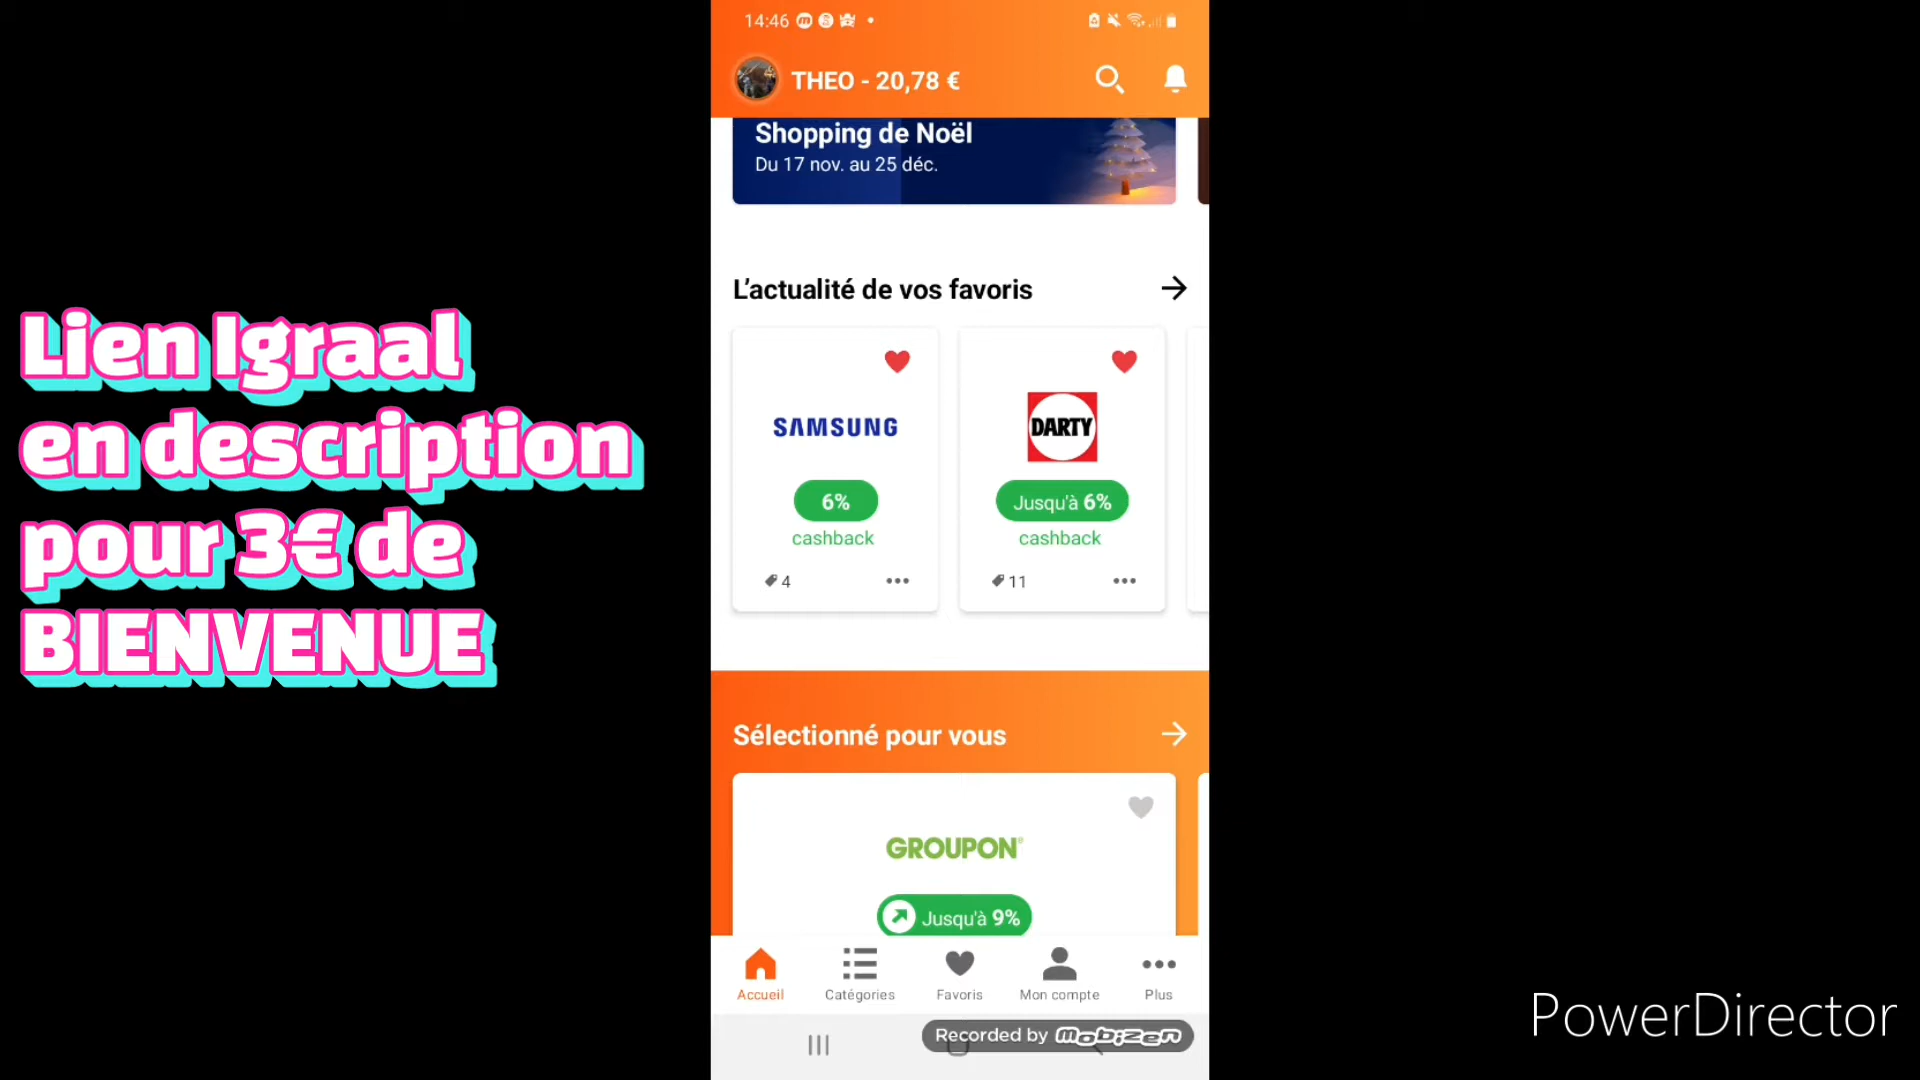 Lien Igraal
en description
pour 3€ de
BIENVENUE
14:46
THEO - 20,78 €
Shopping de Noël
Du 17 nov. au 25 déc.
L'actualité de vos favoris
SAMSUNG
6%
cashback
4
DARTY
Jusqu'à 6%
cashback
11
Sélectionné pour vous
GROUPON
Jusqu'à 9%
Accueil
Catégories
Favoris
Mon compte
Plus
Recorded by mobizen
PowerDirector